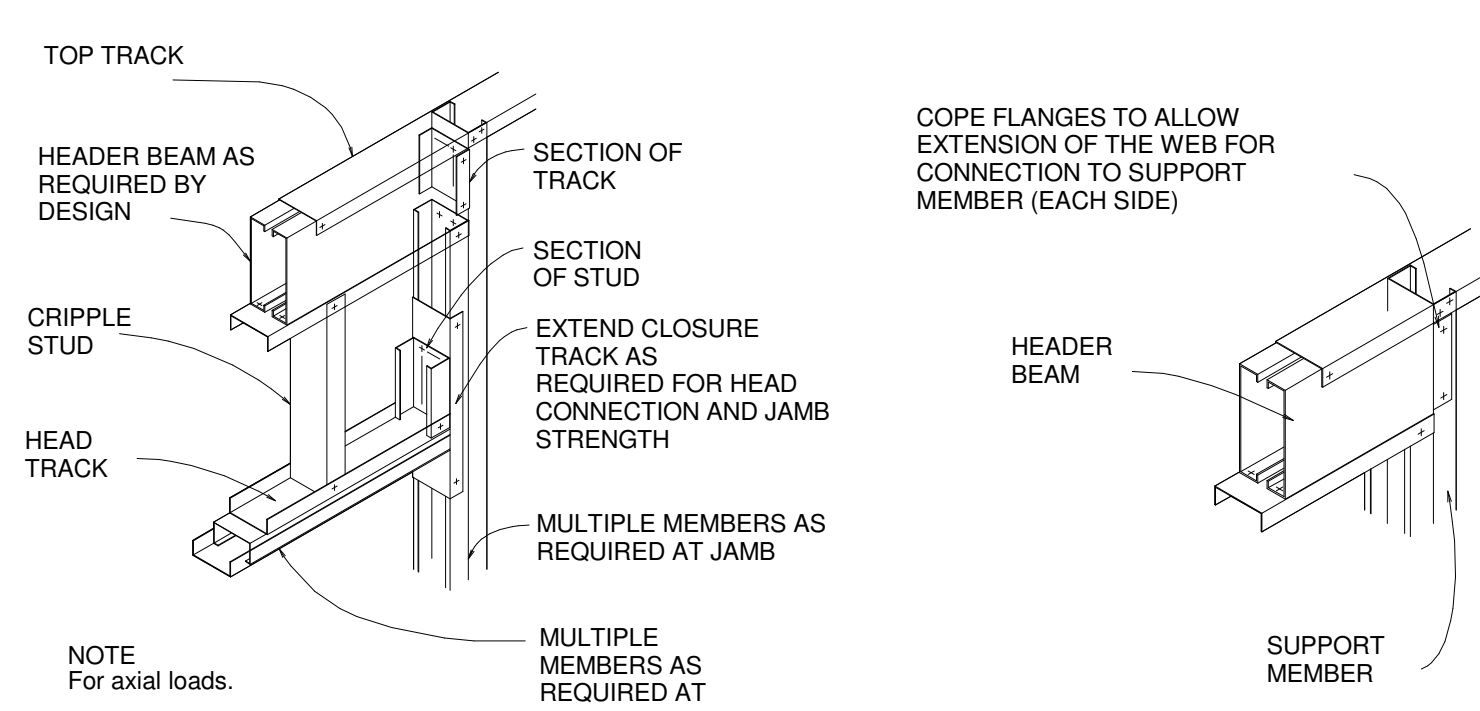 TOP TRACK
HEADER BEAM AS
REQUIRED BY
DESIGN
CRIPPLE
STUD
HEAD
TRACK
NOTE
For axial loads.
SECTION OF
TRACK
SECTION
OF STUD
EXTEND CLOSURE
TRACK AS
REQUIRED FOR HEAD
CONNECTION AND JAMB
STRENGTH
MULTIPLE MEMBERS AS
REQUIRED AT JAMB
MULTIPLE
MEMBERS AS
REQUIRED AT
COPE FLANGES TO ALLOW
EXTENSION OF THE WEB FOR
CONNECTION TO SUPPORT
MEMBER (EACH SIDE)
HEADER
BEAM
SUPPORT
MEMBER